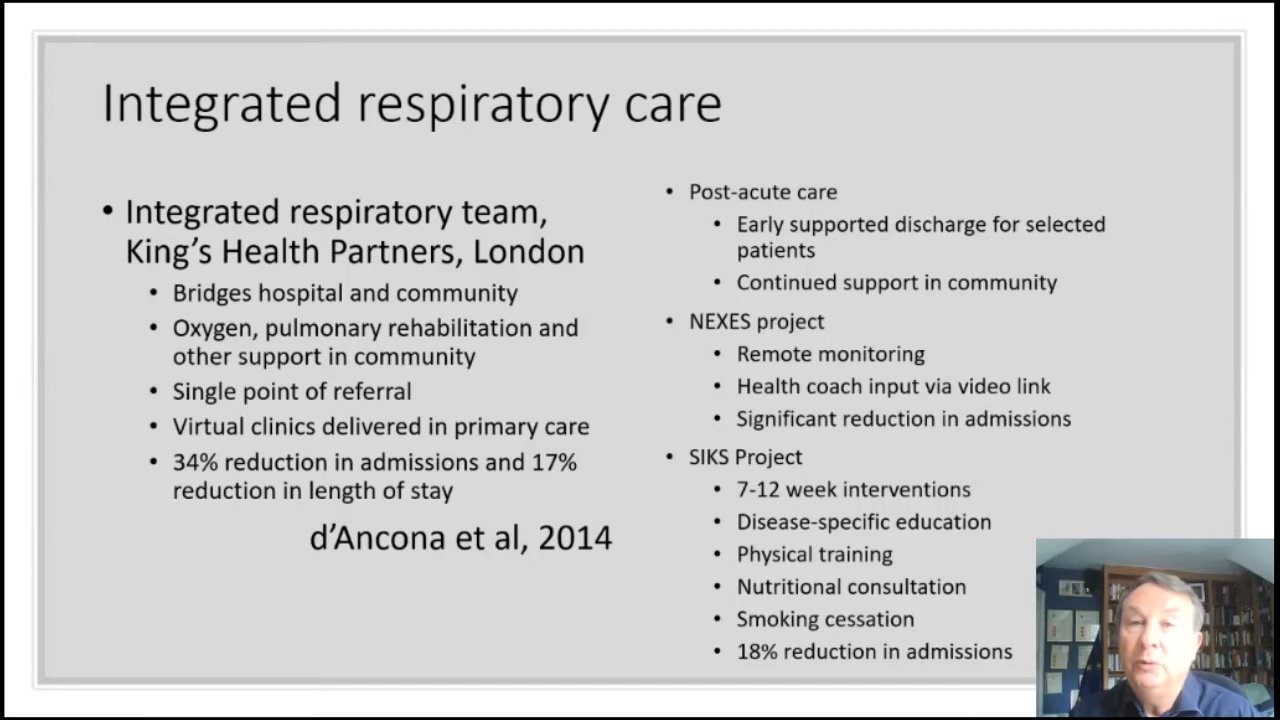 Integrated respiratory care
• Integrated respiratory team,
King's Health Partners, London
• Bridges hospital and community
• Oxygen, pulmonary rehabilitation and
other support in community
• Single point of referral
• Virtual clinics delivered in primary care
• 34% reduction in admissions and 17%
reduction in length of stay
d'Ancona et al, 2014
• Post-acute care
• Early supported discharge for selected
patients
• Continued support in community
• NEXES project
• Remote monitoring
• Health coach input via video link
• Significant reduction in admissions
• SIKS Project
• 7-12 week interventions
• Disease-specific education
• Physical training
• Nutritional consultation
• Smoking cessation
• 18% reduction in admissions